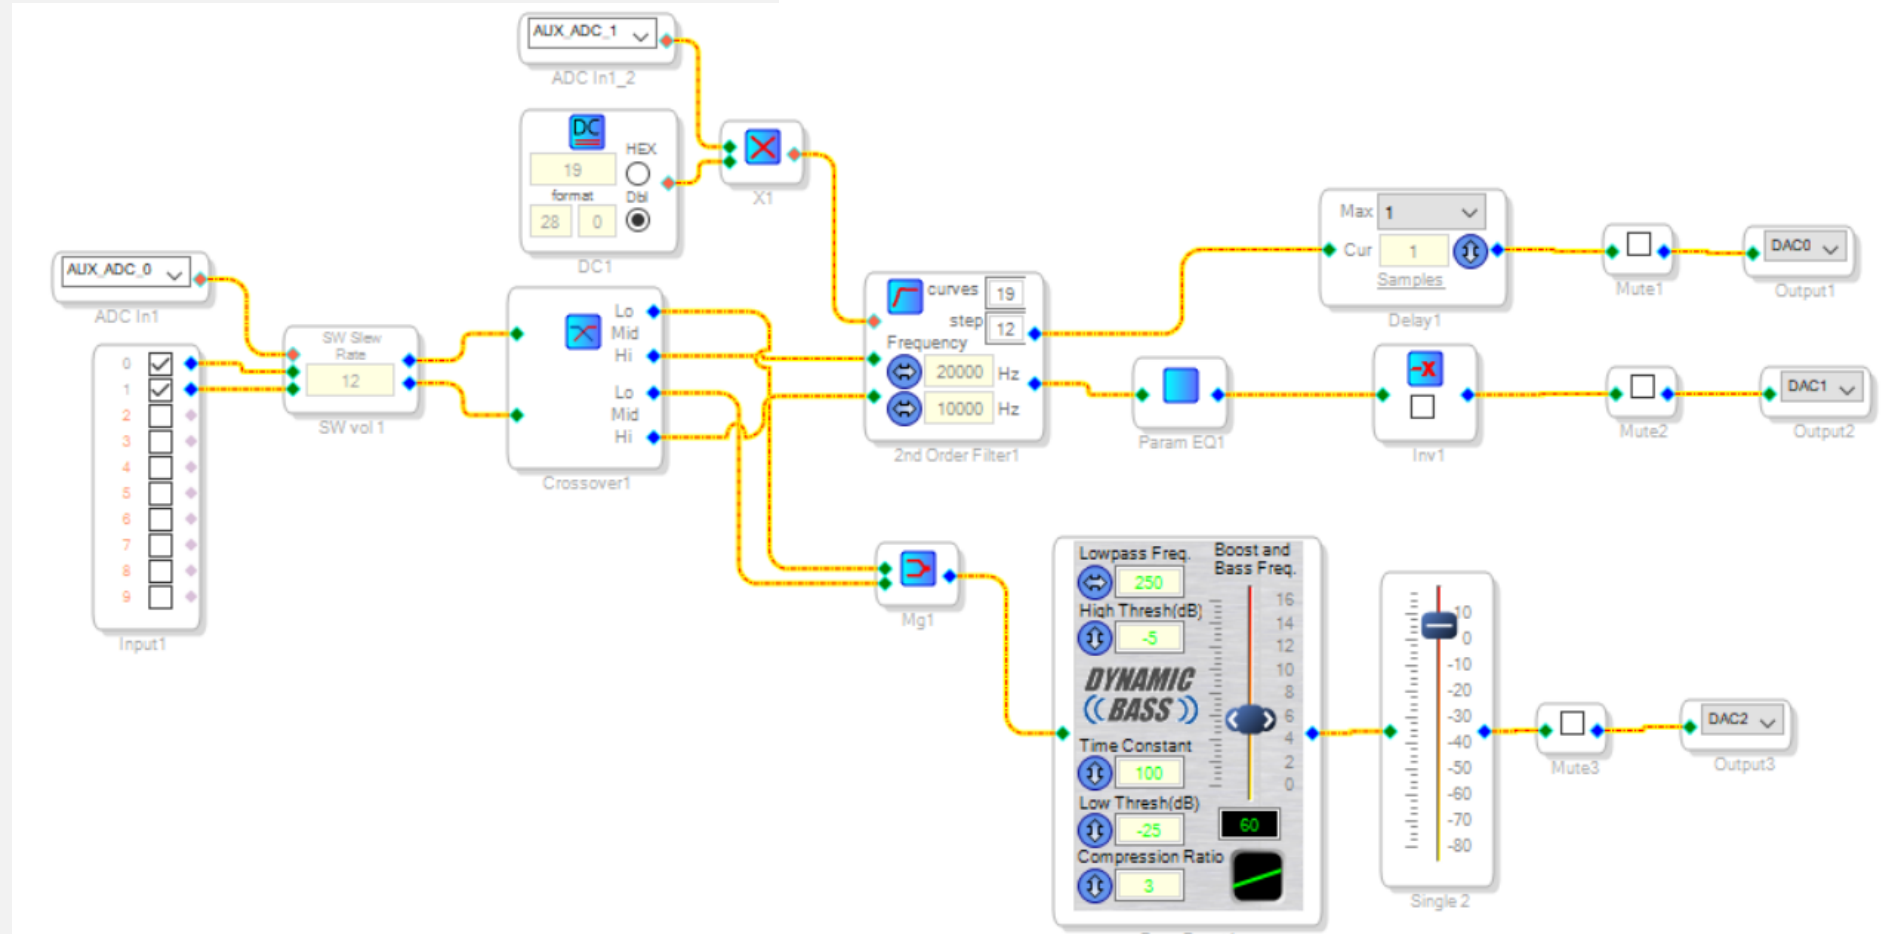 AUX_ADC_1
ADC In1_2
DC
HEX
19
format
Dbl
28
0
DC1
X1
AUX_ADC_0
ADC In1
0
1
2
3
4
5
6
7
8
9
Input1
SW Slew
Rate
12
SW vol 1
Lo
Mid
Hi
Lo
Mid
Hi
Crossover1
curves
19
step
12
Frequency
20000 Hz
10000 Hz
2nd Order Filter1
Max 1
Cur 1
Samples
Delay1
Mute1
DAC0
Output1
Param EQ1
-x
Inv1
Mute2
DAC1
Output2
Mg1
Lowpass Freq.
250
High Thresh(dB)
-5
DYNAMIC
BASS
Time Constant
100
Low Thresh(dB)
-25
Compression Ratio
3
Boost and
Bass Freq.
16
14
12
10
8
6
4
2
0
60
10
0
-10
-20
-30
-40
-50
-60
-70
-80
Single 2
Mute3
DAC2
Output3